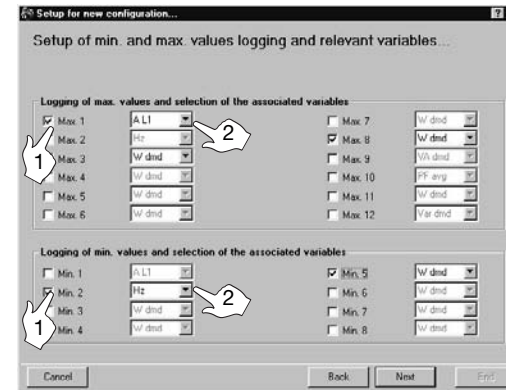 Setup for new configuration...
?
Setup of min. and max. values logging and relevant variables...
Logging of max. values and selection of the associated variables
Max. 1 A L1 Max. 7 W dmd
2
Max. 2 Hz Max. 8 W dmd
1
Max. 3 W dmd Max. 9 VA dmd
Max. 4 W dmd Max. 10 PF avg
Max. 5 W dmd Max. 11 W dmd
Max. 6 W dmd Max. 12 Var dmd
Logging of min. values and selection of the associated variables
Min. 1 A L1 Min. 5 W dmd
Min. 2 Hz Min. 6 W dmd
2
Min. 3 W dmd Min. 7 W dmd
1
Min. 4 W dmd Min. 8 W dmd
Cancel Back Next End